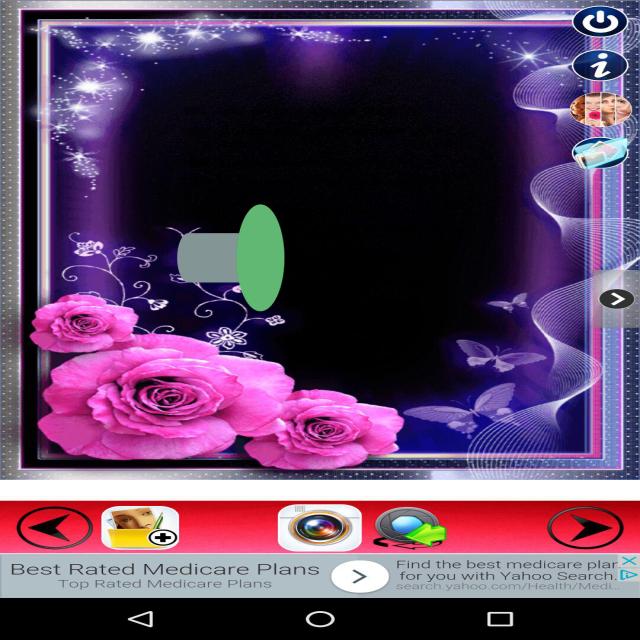 Best Rated Medicare Plans
Top Rated Medicare Plans
Find the best medicare plan
for you with Yahoo Search.
search.yahoo.com/Health/Medi...